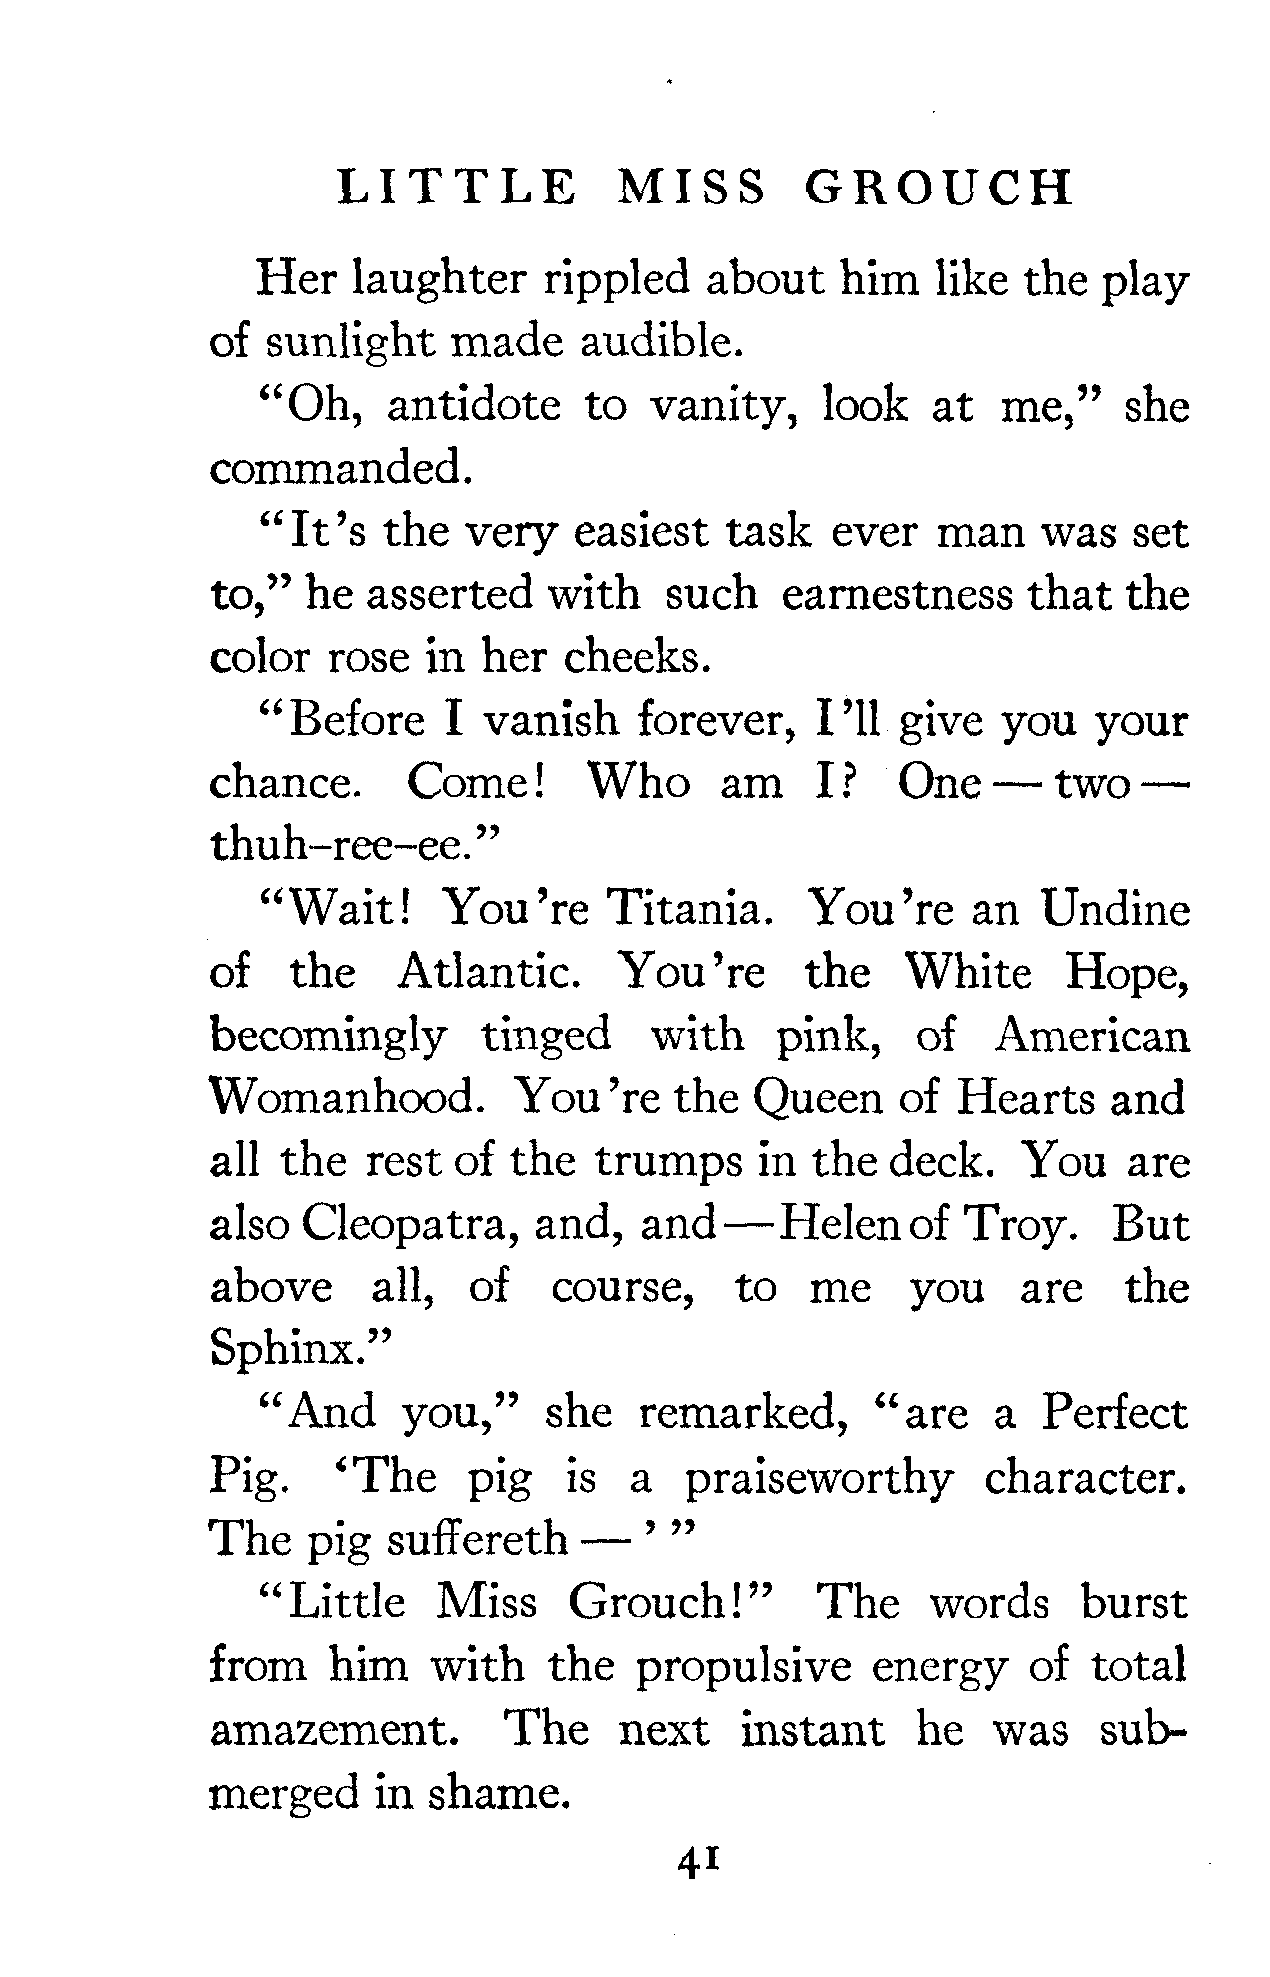 LITTLE MISS GROUCH
Her laughter rippled about him like the play
of sunlight made audible.
“Oh, antidote to vanity, look at me,” she
commanded.
“It’s the very easiest task ever man was set
to,” he asserted with such earnestness that the
color rose in her cheeks.
“Before I vanish forever, I’ll give you your
chance. Come! Who am I? One — two —
thuh–ree–ee.”
“Wait! You’re Titania. You’re an Undine
of the Atlantic. You’re the White Hope,
becomingly tinged with pink, of American
Womanhood. You’re the Queen of Hearts and
all the rest of the trumps in the deck. You are
also Cleopatra, and, and—Helen of Troy. But
above all, of course, to me you are the
Sphinx.”
“And you,” she remarked, “are a Perfect
Pig. ‘The pig is a praiseworthy character.
The pig suffereth —’ ”
“Little Miss Grouch!” The words burst
from him with the propulsive energy of total
amazement. The next instant he was sub-
merged in shame.
41